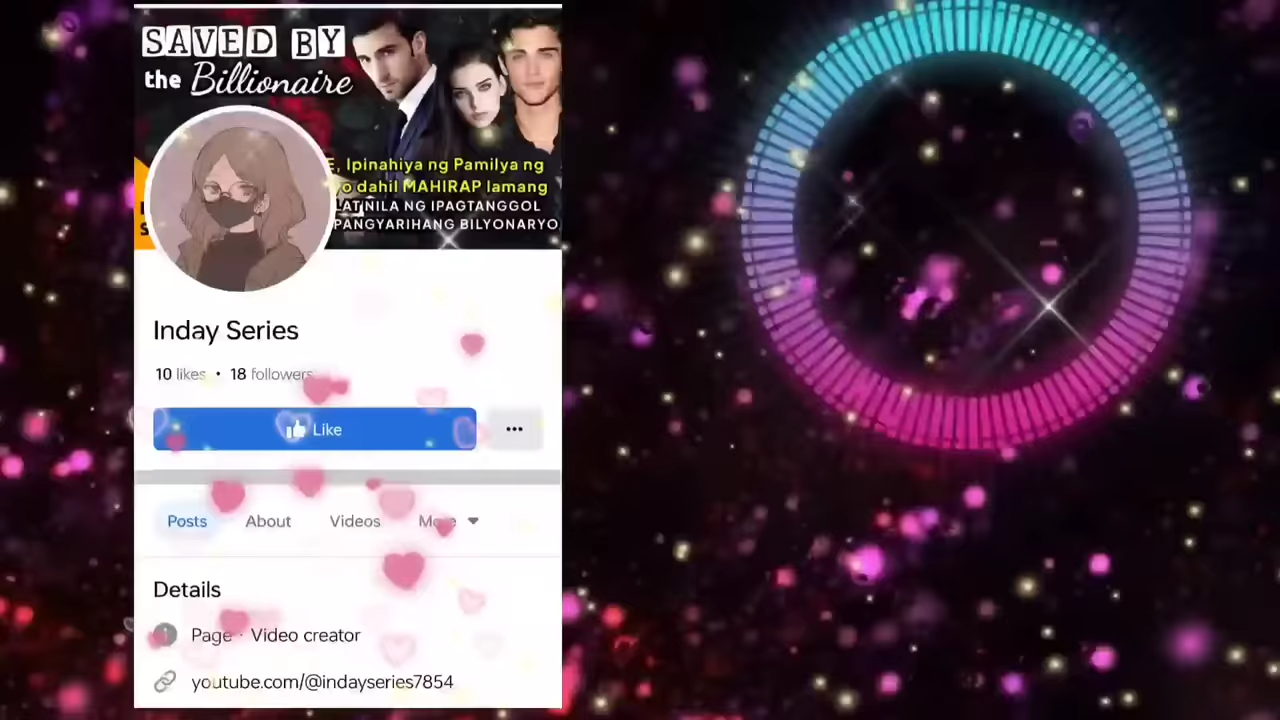 SAVED BY
the Billionaire
E, Ipinahiya ng Pamilya ng
o dahil MAHIRAP lamang
NILA NG IPAGTANGGOL
PANGYARIHANG BILYONARYO
Inday Series
10 likes • 18 followers
Like
Posts About Videos More
Details
Page · Video creator
youtube.com/@indayseries7854